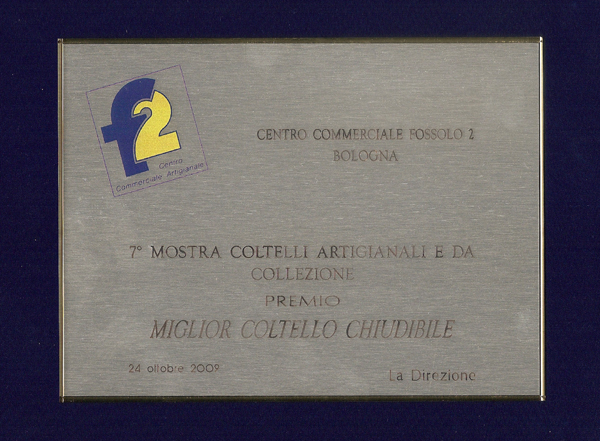 f2
Centro
Commerciale Artigianale
CENTRO COMMERCIALE FOSSOLO 2
BOLOGNA
7° MOSTRA COLTELLI ARTIGIANALI E DA
COLLEZIONE
PREMIO
MIGLIOR COLTELLO CHIUDIBILE
24 ottobre 2009
La Direzione